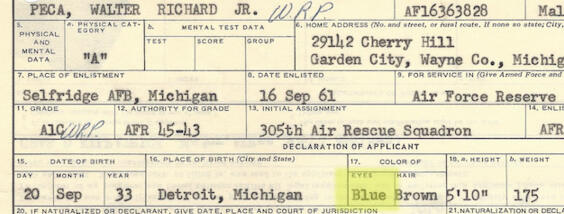 PECA, WALTER RICHARD JR. W.R.P. AF16363828 Mal
5. PHYSICAL AND MENTAL DATA
a. PHYSICAL CATEGORY
"A"
b. MENTAL TEST DATA
TEST SCORE GROUP
6. HOME ADDRESS (No. and street, or rural route. If none so state; City,
29142 Cherry Hill
Garden City, Wayne Co., Michig
7. PLACE OF ENLISTMENT
Selfridge AFB, Michigan
8. DATE ENLISTED
16 Sep 61
9. FOR SERVICE IN (Give Armed Force and
Air Force Reserve
11. GRADE
A1C W.R.P.
12. AUTHORITY FOR GRADE
AFR 45-43
13. INITIAL ASSIGNMENT
305th Air Rescue Squadron
14. ENLIS
AFR
DECLARATION OF APPLICANT
15. DATE OF BIRTH
DAY MONTH YEAR
20 Sep 33
16. PLACE OF BIRTH (City and State)
Detroit, Michigan
17. COLOR OF
EYES HAIR
Blue Brown
18. a. HEIGHT
5'10"
b. WEIGHT
175
20. IF NATURALIZED OR DECLARANT, GIVE DATE, PLACE AND COURT OF JURISDICTION
21. NATURALIZATION OR DECLA